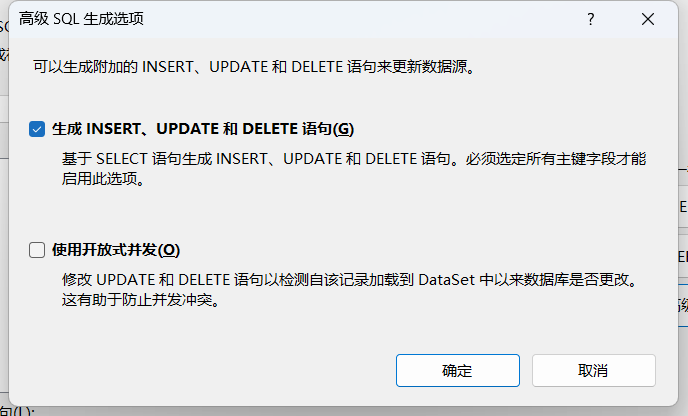 高级 SQL 生成选项
?
可以生成附加的 INSERT、UPDATE 和 DELETE 语句来更新数据源。
生成 INSERT、UPDATE 和 DELETE 语句(G)
基于 SELECT 语句生成 INSERT、UPDATE 和 DELETE 语句。必须选定所有主键字段才能
启用此选项。
使用开放式并发(O)
修改 UPDATE 和 DELETE 语句以检测自该记录加载到 DataSet 中以来数据库是否更改。
这有助于防止并发冲突。
确定
取消
句(L):